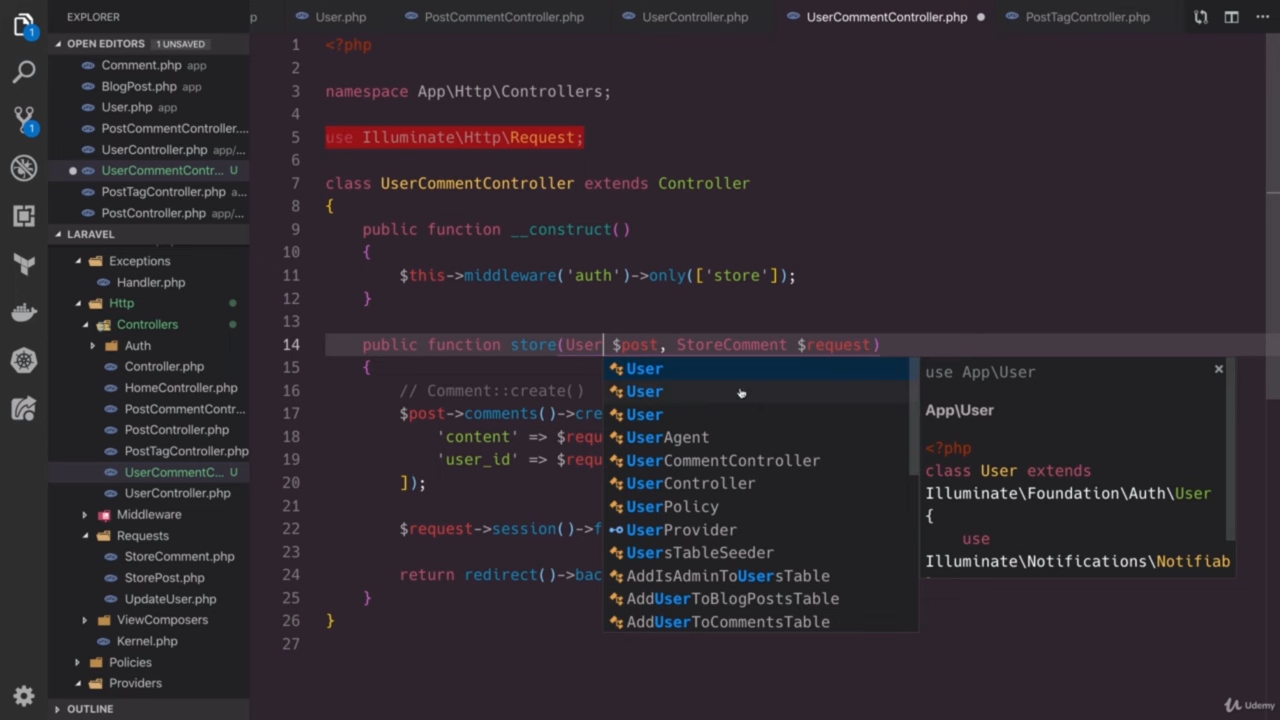 EXPLORER
OPEN EDITORS 1 UNSAVED
Comment.php app
BlogPost.php app
User.php app
PostCommentController....
UserController.php app/...
UserCommentContr... U
PostTagController.php a...
PostController.php app/...
LARAVEL
Exceptions
Handler.php
Http
Controllers
Auth
Controller.php
HomeController.php
PostCommentContr...
PostController.php
PostTagController.php
UserCommentC... U
UserController.php
Middleware
Requests
StoreComment.php
StorePost.php
UpdateUser.php
ViewComposers
Kernel.php
Policies
Providers
OUTLINE
1
1
p User.php PostCommentController.php UserController.php UserCommentController.php PostTagController.php
1 <?php
2
3 namespace App\Http\Controllers;
4
5 use Illuminate\Http\Request;
6
7 class UserCommentController extends Controller
8 {
9 public function __construct()
10 {
11 $this->middleware('auth')->only(['store']);
12 }
13
14 public function store(User $post, StoreComment $request)
15 {
16 // Comment::create()
17 $post->comments()->cre
18 'content' => $requ
19 'user_id' => $requ
20 ]);
21
22 $request->session()->f
23
24 return redirect()->bac
25 }
26 }
27
User
User
User
UserAgent
UserCommentController
UserController
UserPolicy
UserProvider
UsersTableSeeder
AddIsAdminToUsersTable
AddUserToBlogPostsTable
AddUserToCommentsTable
use App\User
App\User
<?php
class User extends
Illuminate\Foundation\Auth\User
{
use
Illuminate\Notifications\Notifiab
Udemy